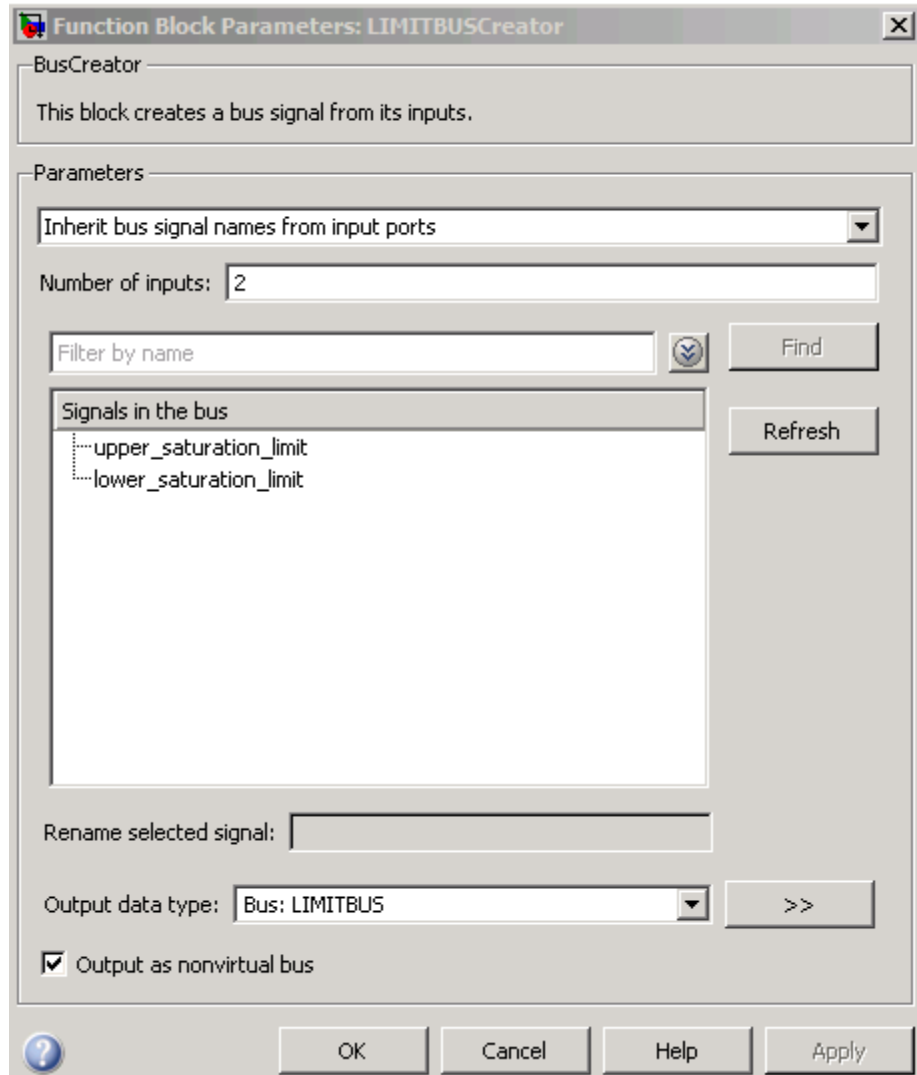 Function Block Parameters: LIMITBUSCreator
BusCreator
This block creates a bus signal from its inputs.
Parameters
Inherit bus signal names from input ports
Number of inputs: 2
Filter by name
Find
Signals in the bus
Refresh
upper_saturation_limit
lower_saturation_limit
Rename selected signal:
Output data type: Bus: LIMITBUS >>
Output as nonvirtual bus
OK Cancel Help Apply